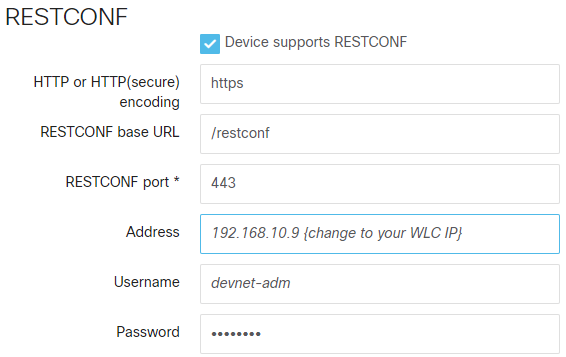 RESTCONF
Device supports RESTCONF
HTTP or HTTP(secure) https
encoding
RESTCONF base URL /restconf
RESTCONF port * 443
Address 192.168.10.9 {change to your WLC IP}
Username devnet-adm
Password ••••••••